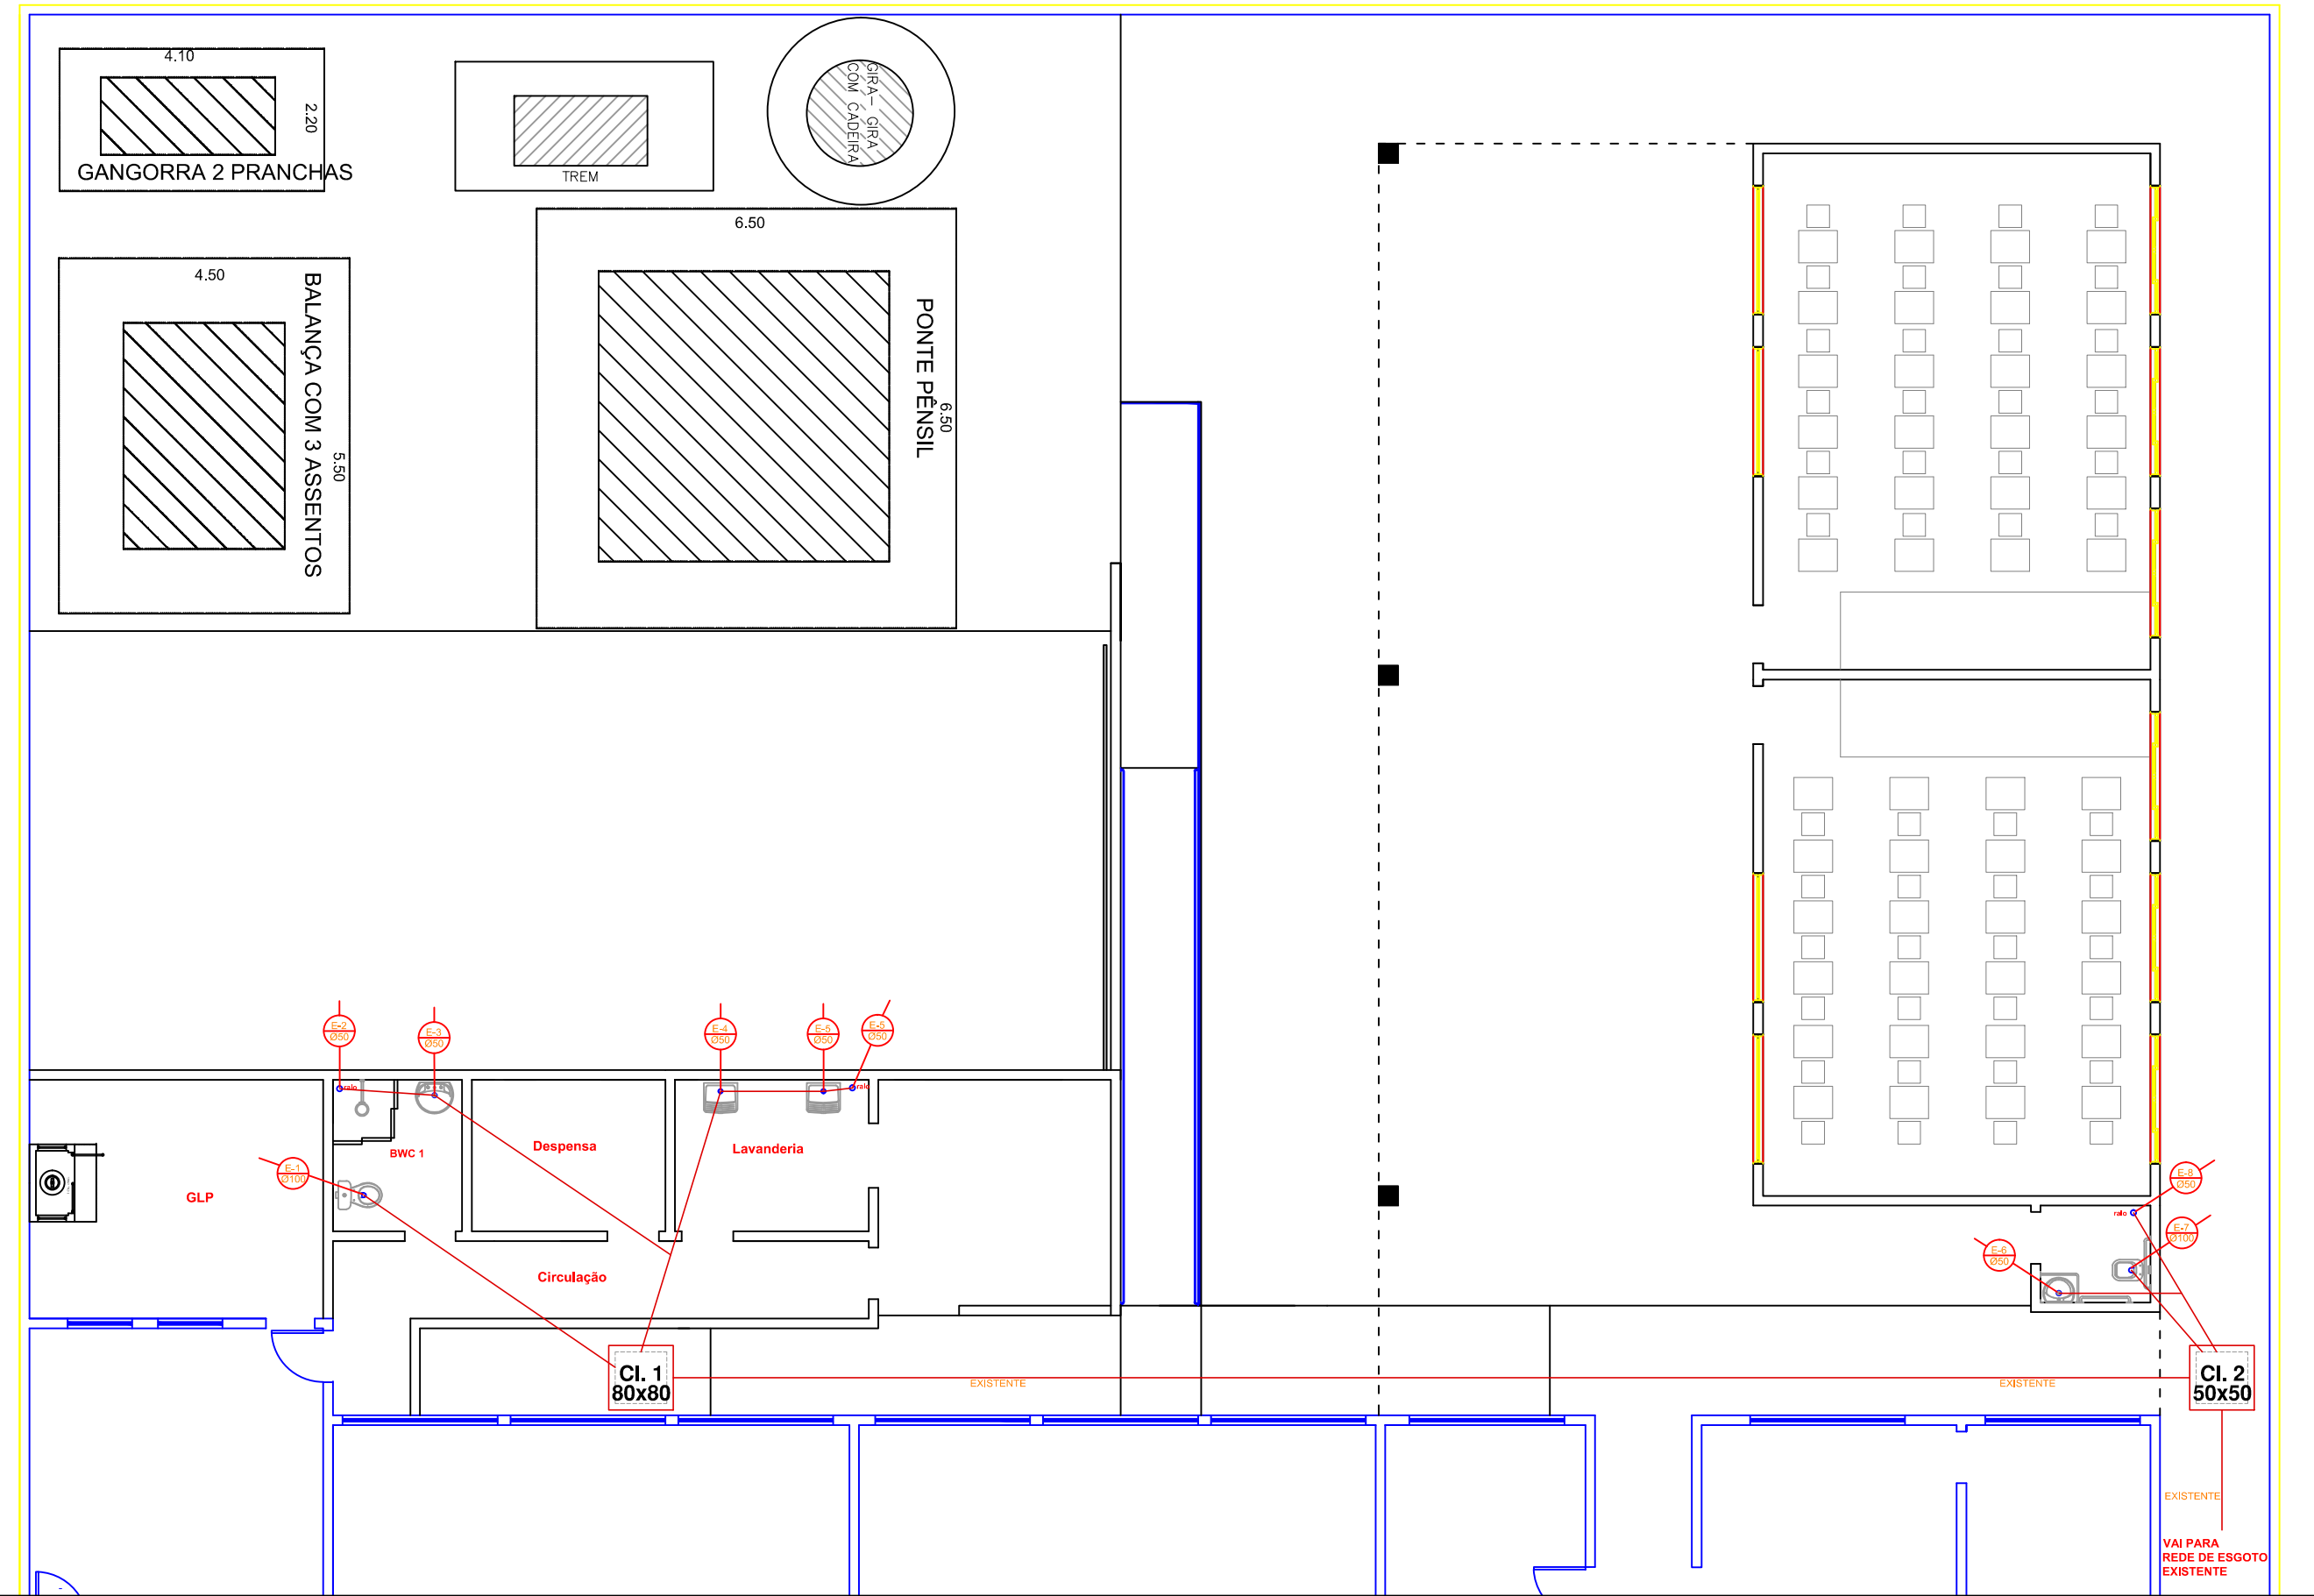 4.10
2.20
GANGORRA 2 PRANCHAS
TREM
GIRA- GIRA
COM CADEIRA
6.50
PONTE PÊNSIL
6.50
4.50
BALANÇA COM 3 ASSENTOS
5.50
E-2
Ø50
E-3
Ø50
E-4
Ø50
E-5
Ø50
E-5
Ø50
ralo
ralo
E-1
Ø100
BWC 1
Despensa
Lavanderia
GLP
Circulação
E-8
Ø50
ralo
E-7
Ø100
E-6
Ø50
CI. 1
80x80
EXISTENTE
EXISTENTE
CI. 2
50x50
EXISTENTE
VAI PARA
REDE DE ESGOTO
EXISTENTE